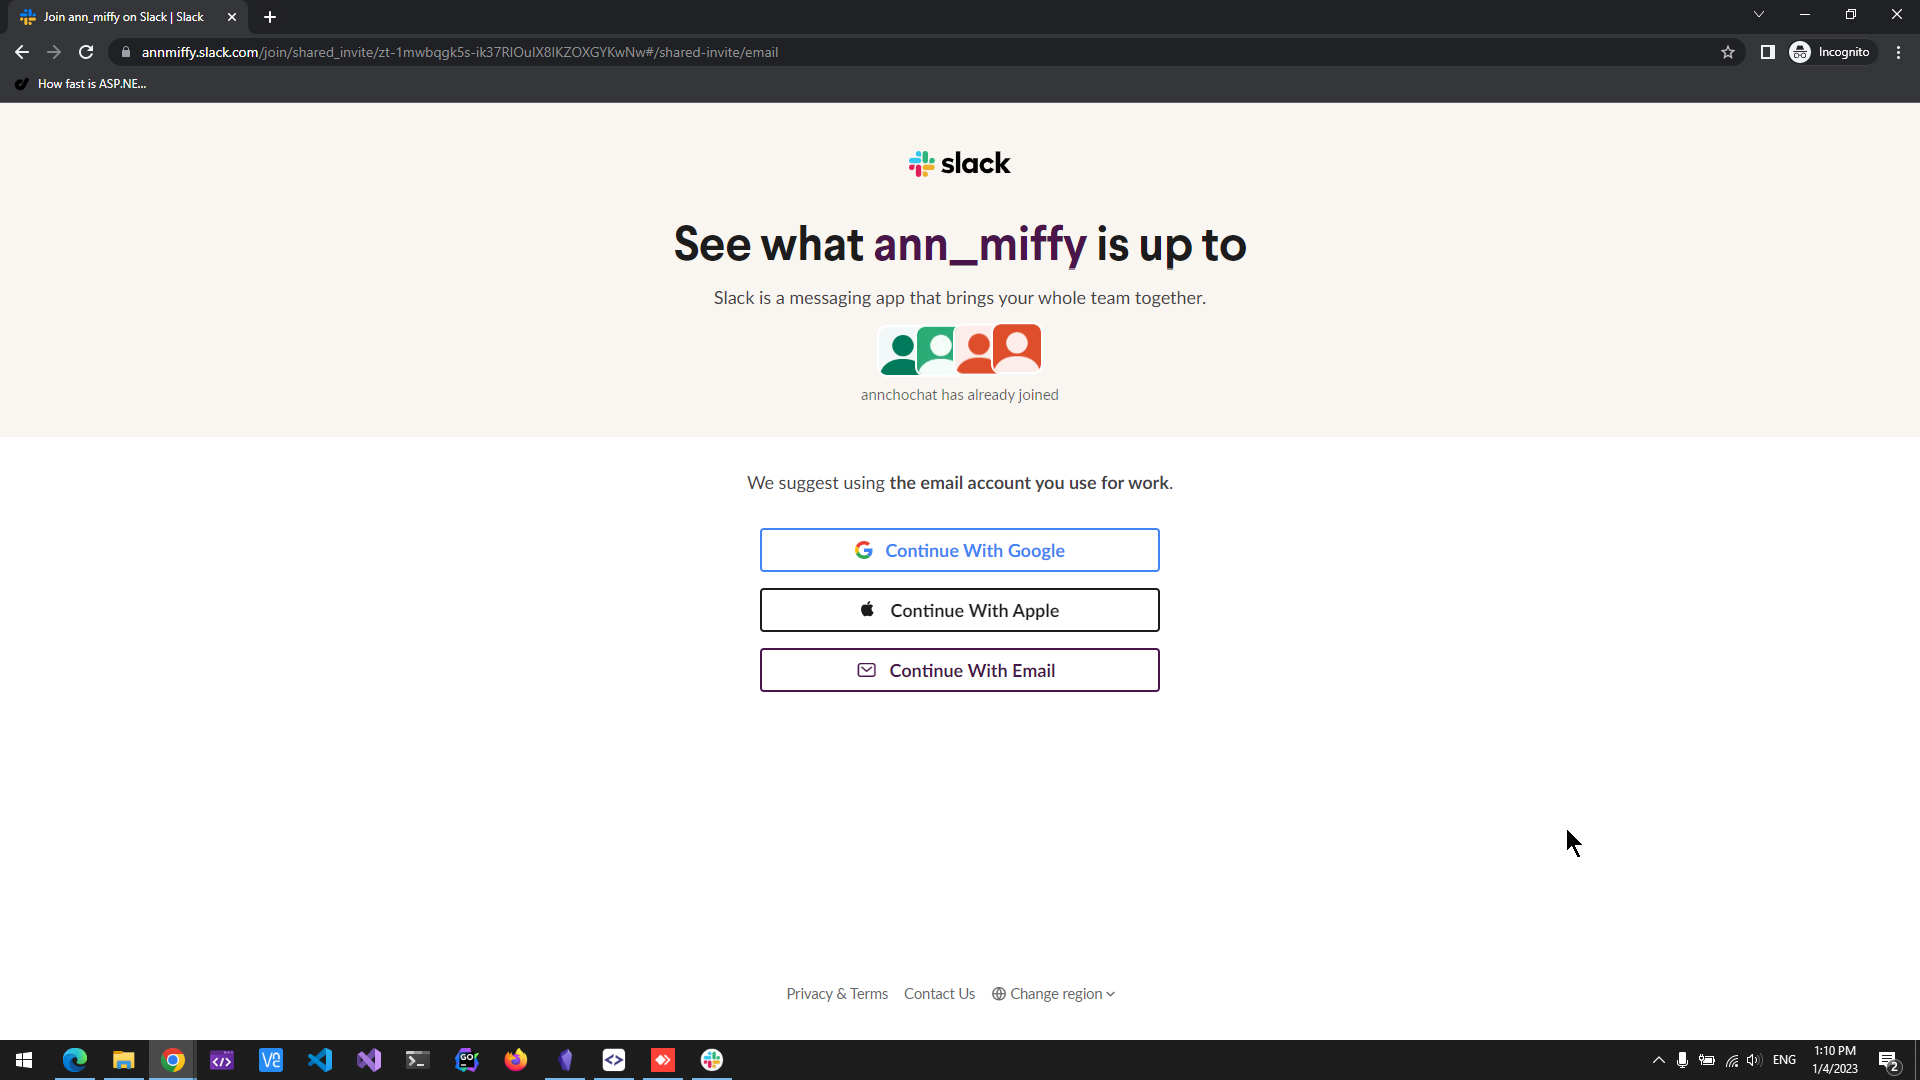 Join ann_miffy on Slack | Slack
annmiffy.slack.com/join/shared_invite/zt-1mwbqgk5s-ik37RIOuIX8IKZOXGYKwNw#/shared-invite/email
Incognito
How fast is ASP.NE...
slack
See what ann_miffy is up to
Slack is a messaging app that brings your whole team together.
annchochat has already joined
We suggest using the email account you use for work.
Continue With Google
Continue With Apple
Continue With Email
Privacy & Terms Contact Us Change region
GO
ENG
1:10 PM
1/4/2023
2